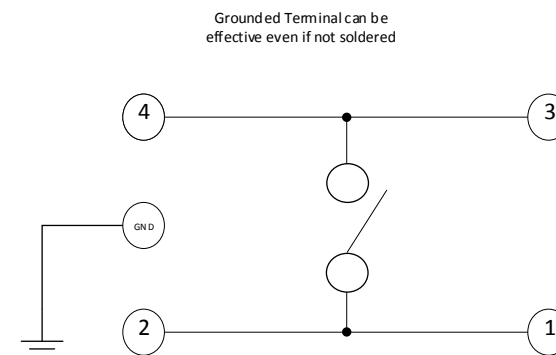 Grounded Terminal can be
effective even if not soldered
4
3
GND
2
1